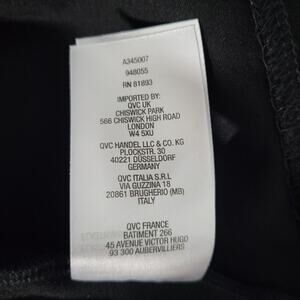 A345007
948055
RN 81893
IMPORTED BY:
QVC UK
CHISWICK PARK
566 CHISWICK HIGH ROAD
LONDON
W4 5XU
QVC HANDEL LLC & CO. KG
PLOCKSTR. 30
40221 DÜSSELDORF
GERMANY
QVC ITALIA S.R.L
VIA GUZZINA 18
20861 BRUGHERIO (MB)
ITALY
QVC FRANCE
BATIMENT 266
45 AVENUE VICTOR HUGO
93 300 AUBERVILLIERS